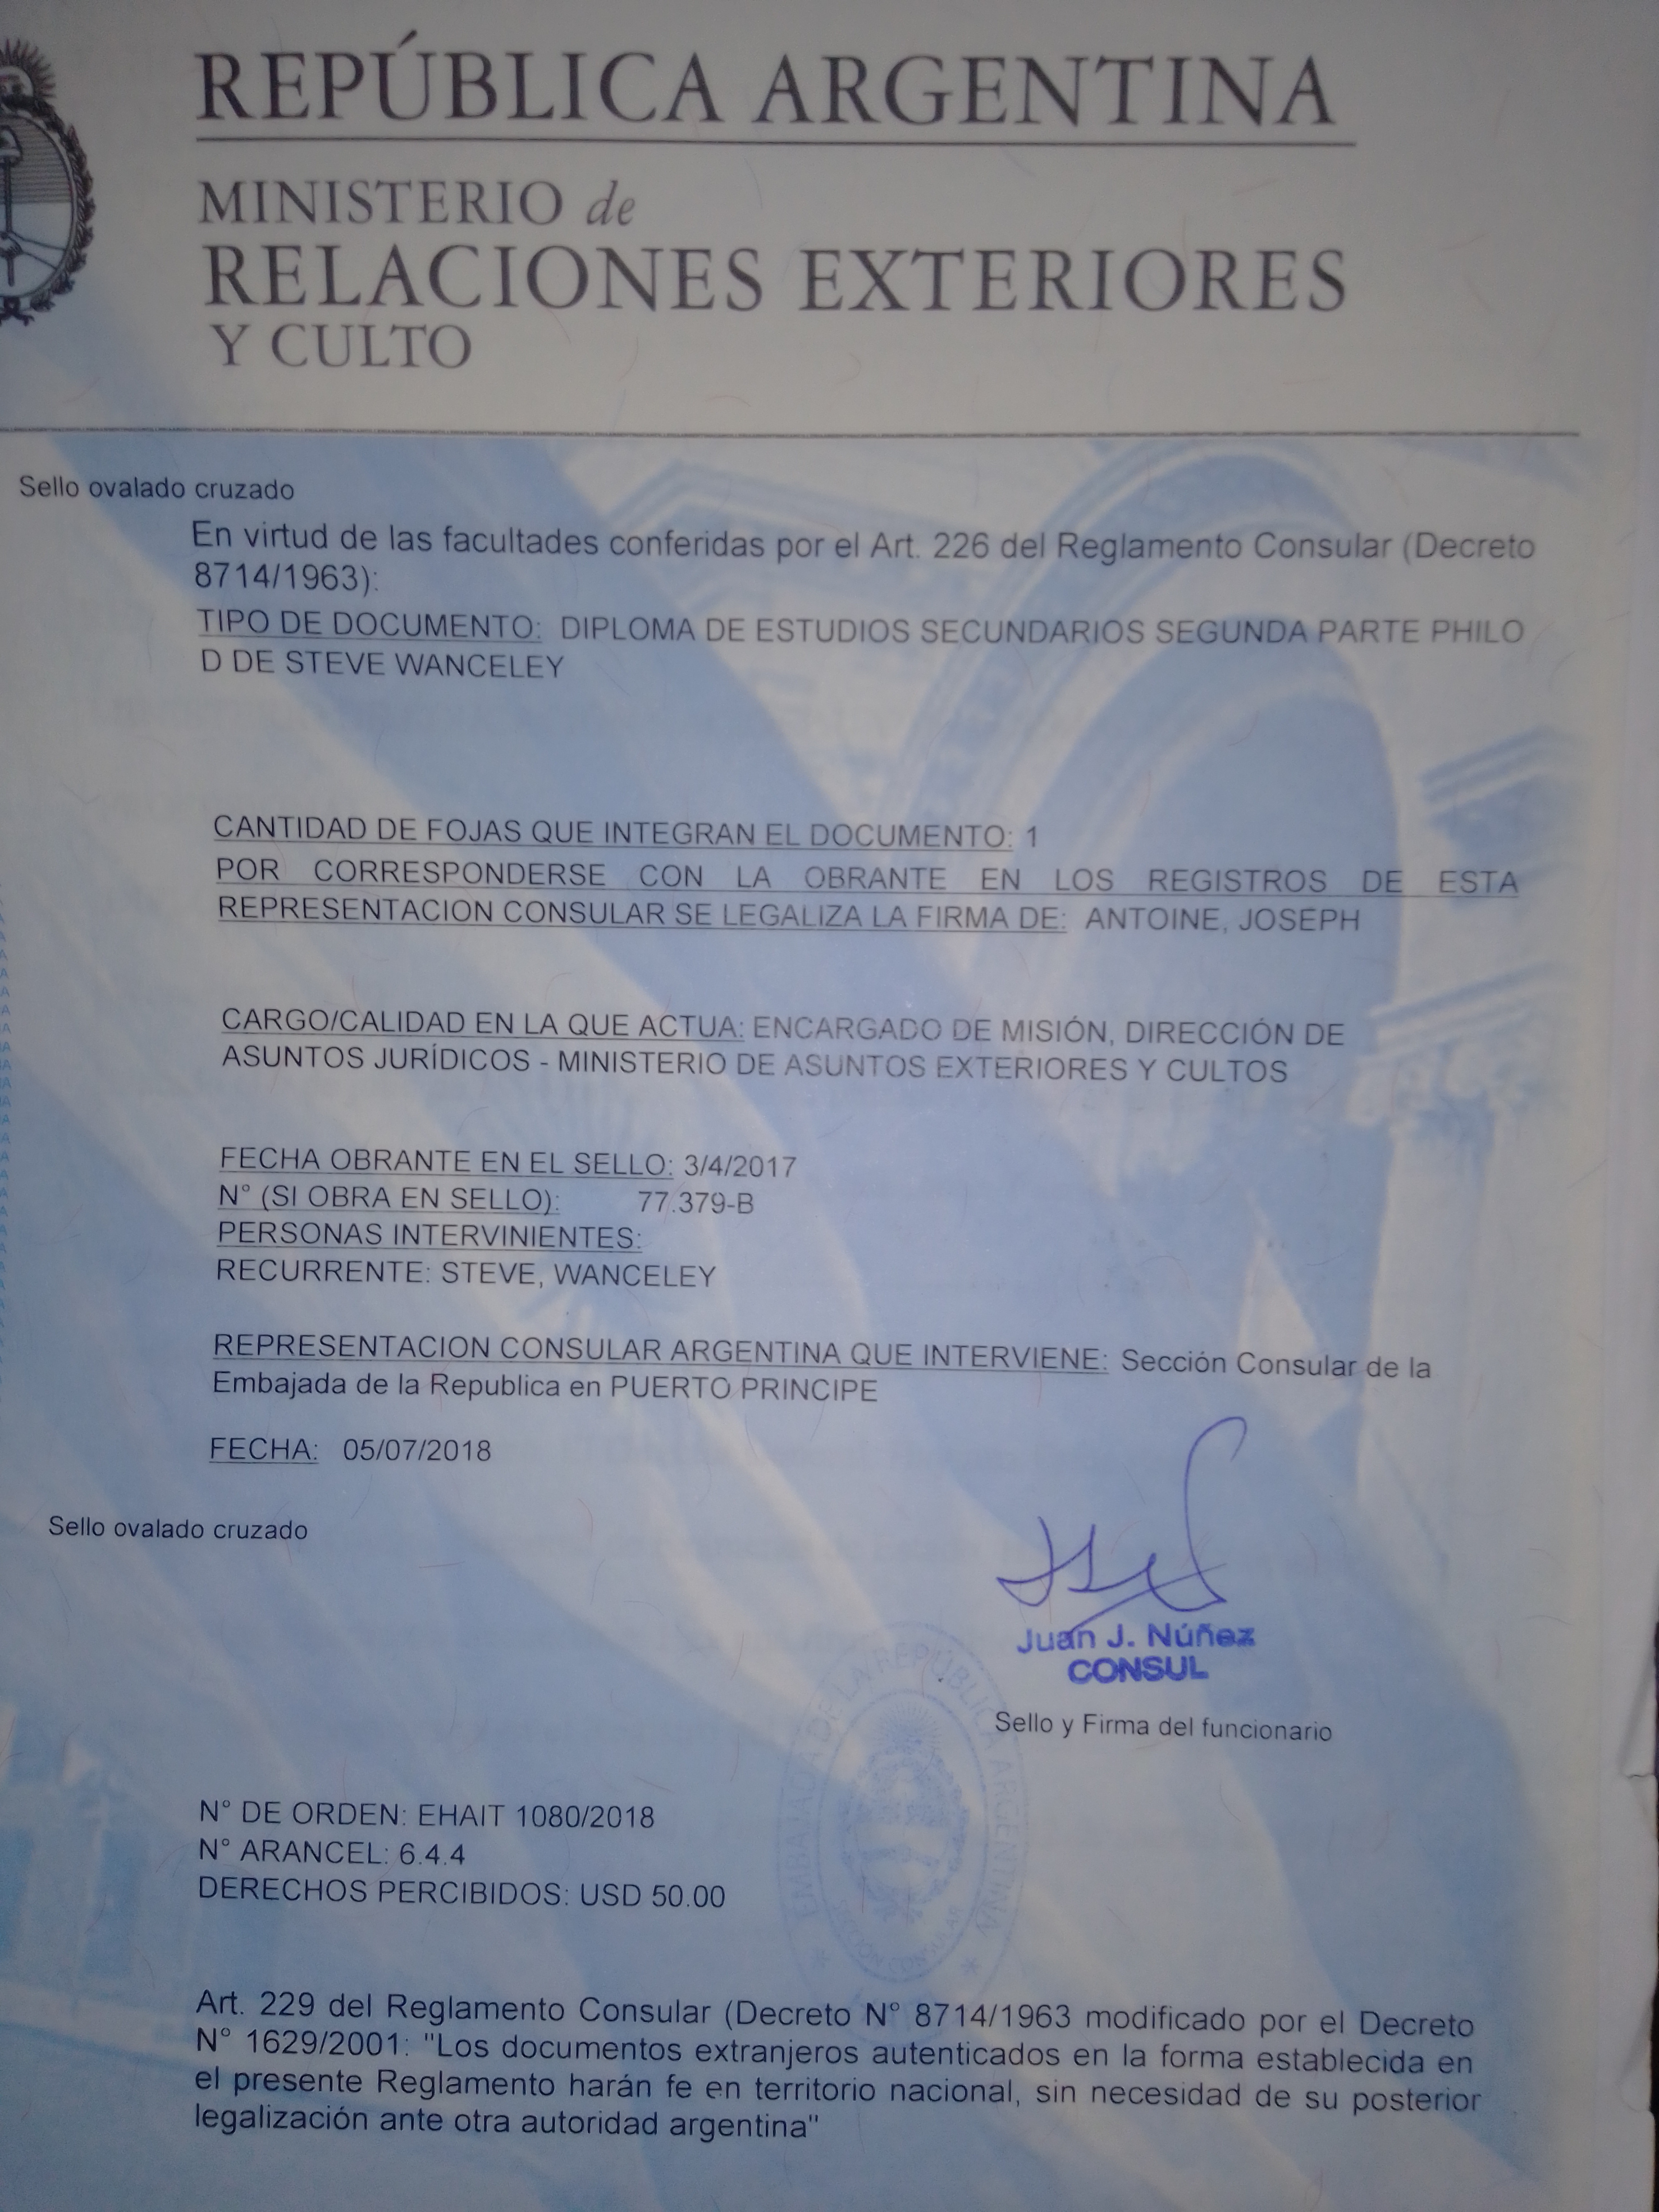 REPÚBLICA ARGENTINA
MINISTERIO de
RELACIONES EXTERIORES
Y CULTO
Sello ovalado cruzado
En virtud de las facultades conferidas por el Art. 226 del Reglamento Consular (Decreto
8714/1963):
TIPO DE DOCUMENTO: DIPLOMA DE ESTUDIOS SECUNDARIOS SEGUNDA PARTE PHILO
D DE STEVE WANCELEY
CANTIDAD DE FOJAS QUE INTEGRAN EL DOCUMENTO: 1
POR CORRESPONDERSE CON LA OBRANTE EN LOS REGISTROS DE ESTA
REPRESENTACION CONSULAR SE LEGALIZA LA FIRMA DE: ANTOINE, JOSEPH
CARGO/CALIDAD EN LA QUE ACTUA: ENCARGADO DE MISIÓN, DIRECCIÓN DE
ASUNTOS JURÍDICOS - MINISTERIO DE ASUNTOS EXTERIORES Y CULTOS
FECHA OBRANTE EN EL SELLO: 3/4/2017
N° (SI OBRA EN SELLO): 77.379-B
PERSONAS INTERVINIENTES:
RECURRENTE: STEVE, WANCELEY
REPRESENTACION CONSULAR ARGENTINA QUE INTERVIENE: Sección Consular de la
Embajada de la Republica en PUERTO PRINCIPE
FECHA: 05/07/2018
Sello ovalado cruzado
Juan J. Núñez
CONSUL
Sello y Firma del funcionario
EMBAJADA DE LA REPÚBLICA ARGENTINA
SECCIÓN CONSULAR
N° DE ORDEN: EHAIT 1080/2018
N° ARANCEL: 6.4.4
DERECHOS PERCIBIDOS: USD 50.00
Art. 229 del Reglamento Consular (Decreto N° 8714/1963 modificado por el Decreto
N° 1629/2001: "Los documentos extranjeros autenticados en la forma establecida en
el presente Reglamento harán fe en territorio nacional, sin necesidad de su posterior
legalización ante otra autoridad argentina"